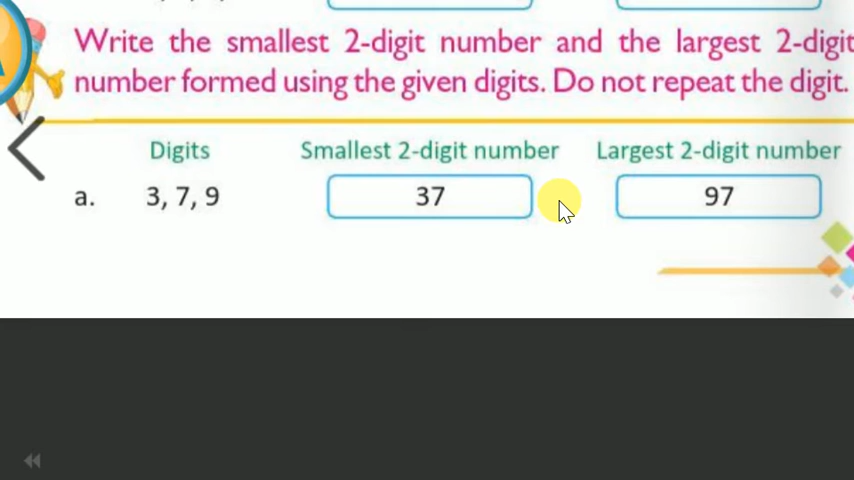 Write the smallest 2-digit number and the largest 2-digit
number formed using the given digits. Do not repeat the digit.
Digits Smallest 2-digit number Largest 2-digit number
a. 3, 7, 9 37 97